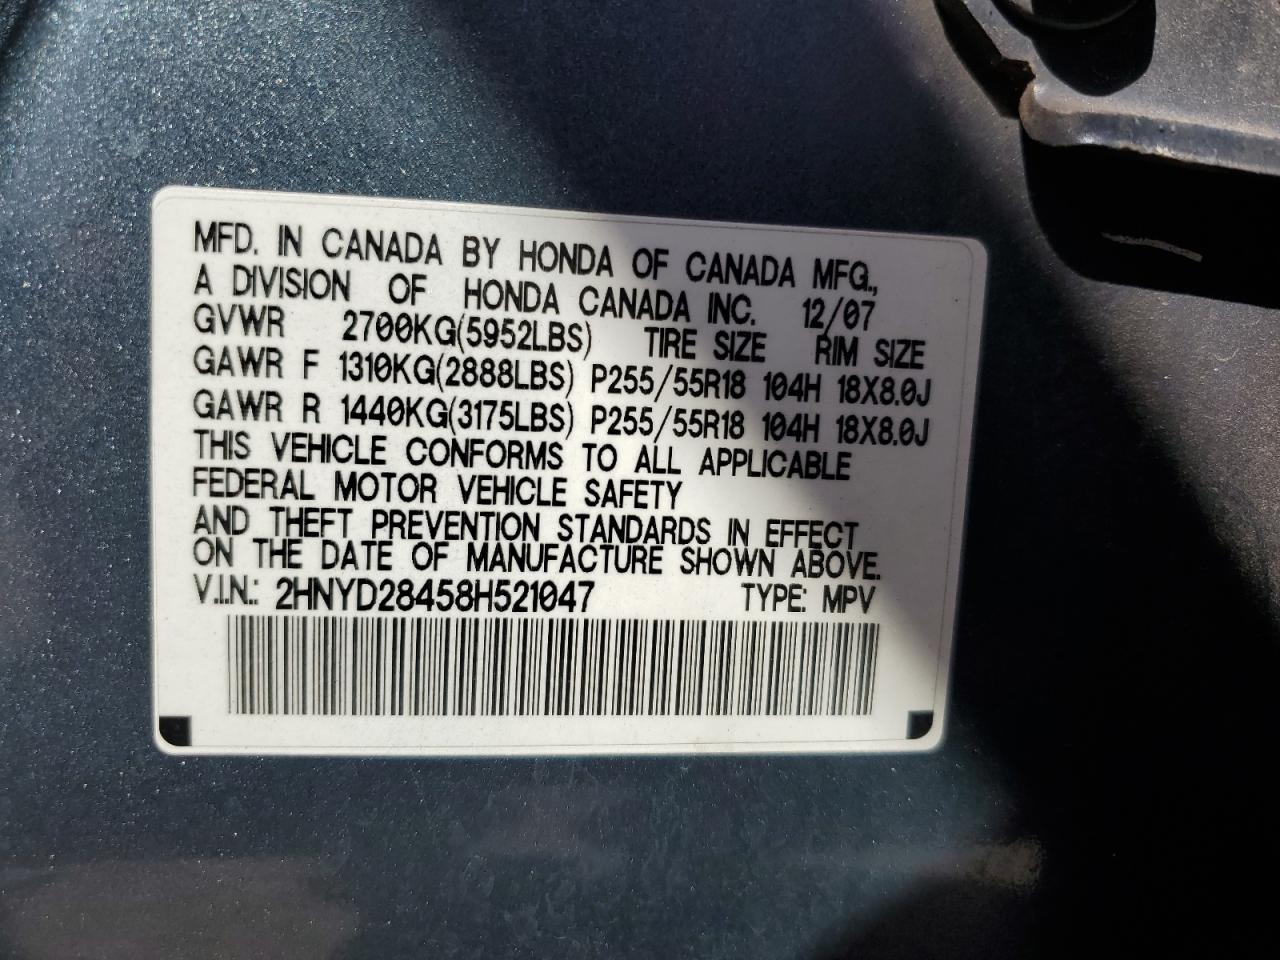 MFD. IN CANADA BY HONDA OF CANADA MFG.,
A DIVISION OF HONDA CANADA INC. 12/07
GVWR 2700KG(5952LBS) TIRE SIZE RIM SIZE
GAWR F 1310KG(2888LBS) P255/55R18 104H 18X8.0J
GAWR R 1440KG(3175LBS) P255/55R18 104H 18X8.0J
THIS VEHICLE CONFORMS TO ALL APPLICABLE
FEDERAL MOTOR VEHICLE SAFETY
AND THEFT PREVENTION STANDARDS IN EFFECT
ON THE DATE OF MANUFACTURE SHOWN ABOVE.
V.I.N.: 2HNYD28458H521047 TYPE: MPV